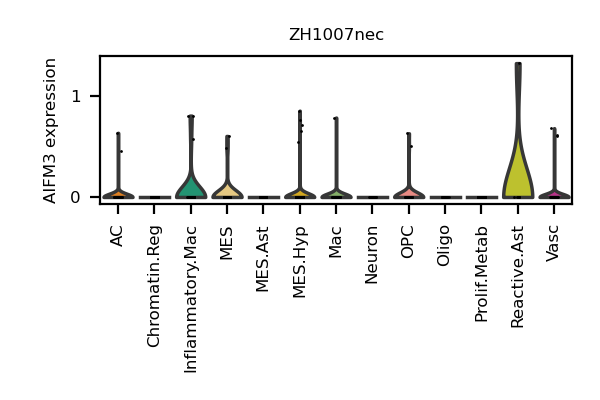 ZH1007nec
AIFM3 expression
1
0
AC
Chromatin.Reg
Inflammatory.Mac
MES
MES.Ast
MES.Hyp
Mac
Neuron
OPC
Oligo
Prolif.Metab
Reactive.Ast
Vasc